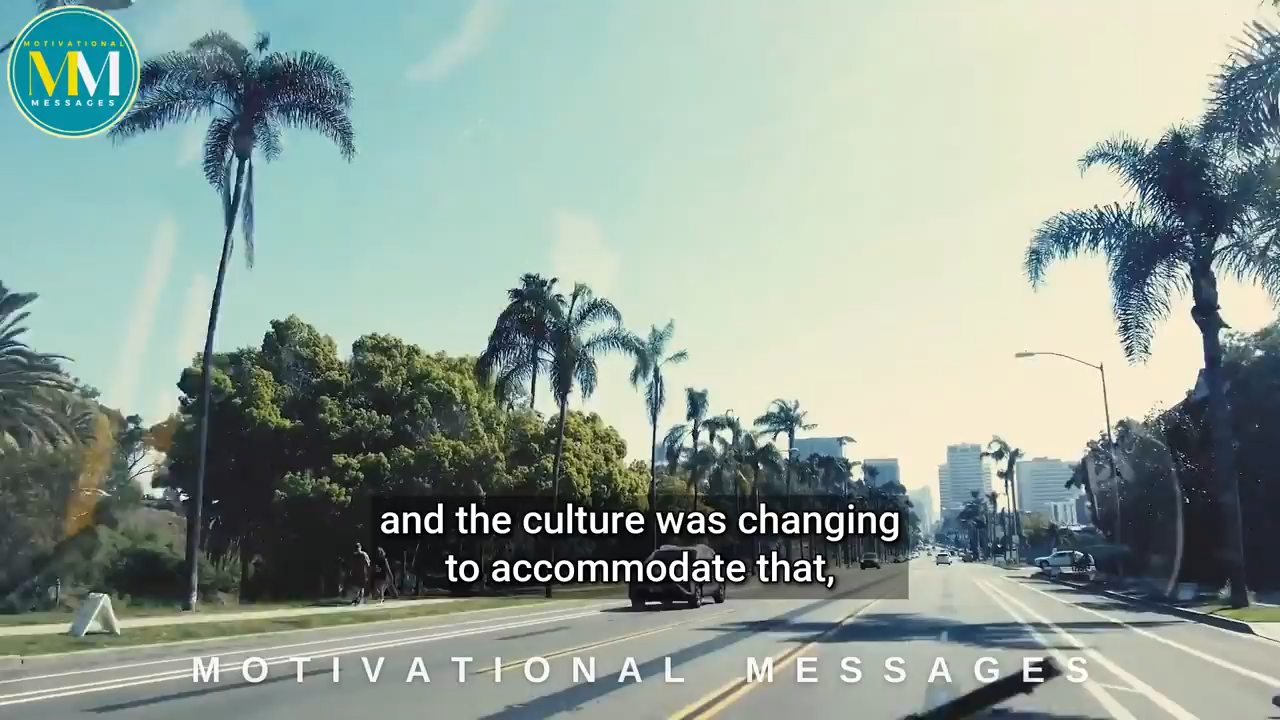 MOTIVATIONAL
MM
MESSAGES
and the culture was changing
to accommodate that,
MOTIVATIONAL MESSAGES